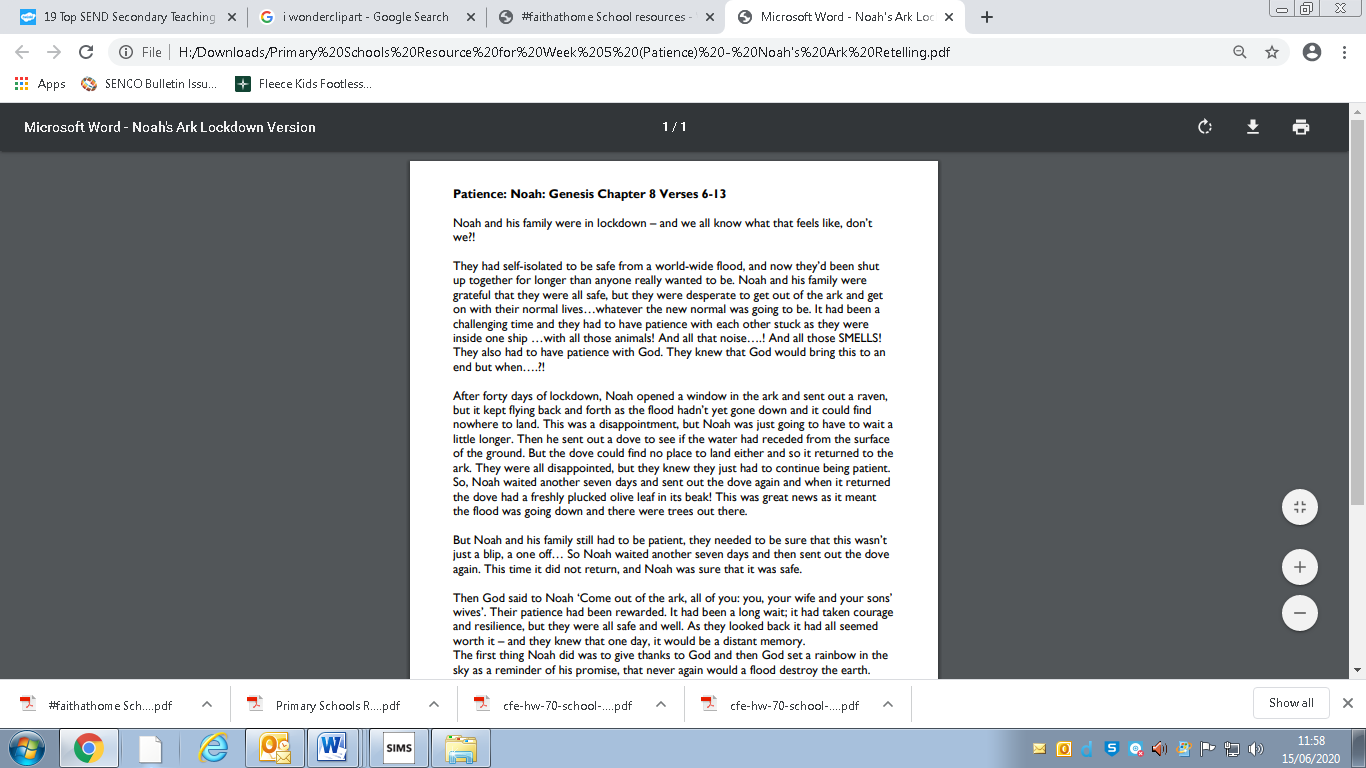 19 Top SEND Secondary Teaching
i wonderclipart - Google Search
#faithathome School resources -
Microsoft Word - Noah's Ark Loc
File
H:/Downloads/Primary%20Schools%20Resource%20for%20Week%205%20(Patience)%20-%20Noah's%20Ark%20Retelling.pdf
Apps
SENCO Bulletin Issu...
Fleece Kids Footless...
Microsoft Word - Noah's Ark Lockdown Version
1 / 1
Patience: Noah: Genesis Chapter 8 Verses 6-13
Noah and his family were in lockdown – and we all know what that feels like, don't
we?!
They had self-isolated to be safe from a world-wide flood, and now they'd been shut
up together for longer than anyone really wanted to be. Noah and his family were
grateful that they were all safe, but they were desperate to get out of the ark and get
on with their normal lives…whatever the new normal was going to be. It had been a
challenging time and they had to have patience with each other stuck as they were
inside one ship …with all those animals! And all that noise….! And all those SMELLS!
They also had to have patience with God. They knew that God would bring this to an
end but when….?!
After forty days of lockdown, Noah opened a window in the ark and sent out a raven,
but it kept flying back and forth as the flood hadn't yet gone down and it could find
nowhere to land. This was a disappointment, but Noah was just going to have to wait a
little longer. Then he sent out a dove to see if the water had receded from the surface
of the ground. But the dove could find no place to land either and so it returned to the
ark. They were all disappointed, but they knew they just had to continue being patient.
So, Noah waited another seven days and sent out the dove again and when it returned
the dove had a freshly plucked olive leaf in its beak! This was great news as it meant
the flood was going down and there were trees out there.
But Noah and his family still had to be patient, they needed to be sure that this wasn't
just a blip, a one off… So Noah waited another seven days and then sent out the dove
again. This time it did not return, and Noah was sure that it was safe.
Then God said to Noah 'Come out of the ark, all of you: you, your wife and your sons'
wives'. Their patience had been rewarded. It had been a long wait; it had taken courage
and resilience, but they were all safe and well. As they looked back it had all seemed
worth it – and they knew that one day, it would be a distant memory.
The first thing Noah did was to give thanks to God and then God set a rainbow in the
sky as a reminder of his promise, that never again would a flood destroy the earth.
#faithathome Sch....pdf
Primary Schools R....pdf
cfe-hw-70-school-....pdf
cfe-hw-70-school-....pdf
Show all
SIMS
11:58
15/06/2020